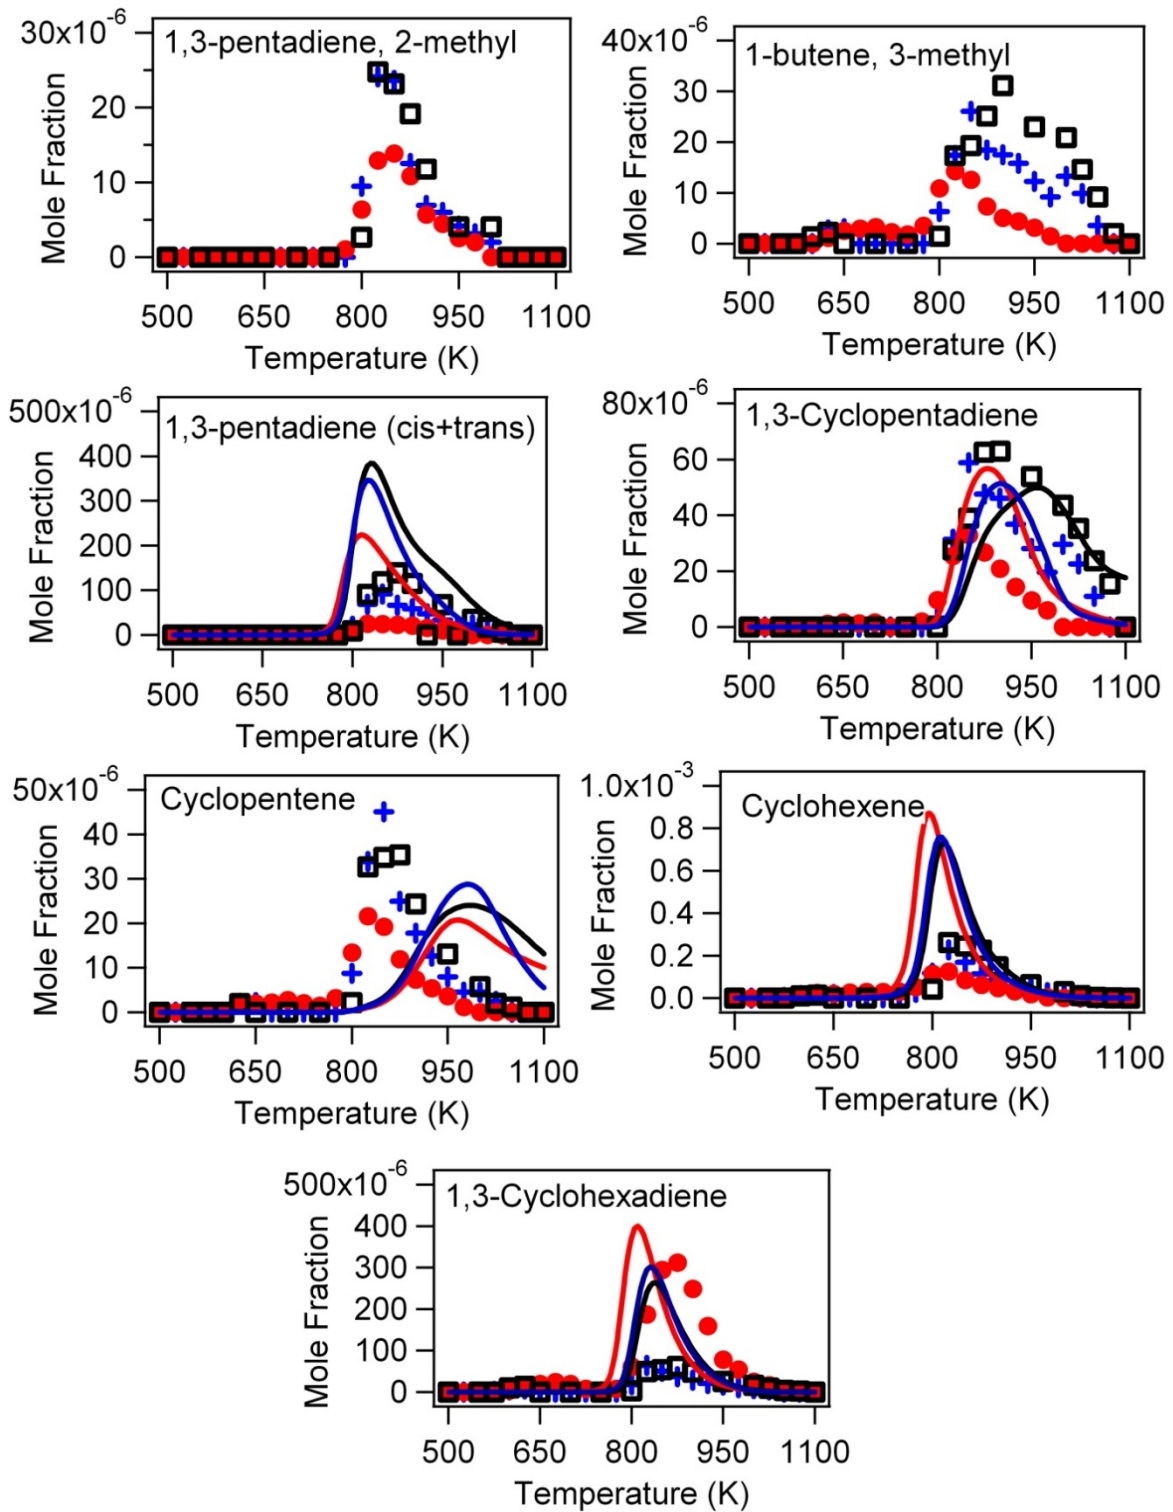 1,3-pentadiene, 2-methyl
30x10-6
20
10
0
Mole Fraction
500 650 800 950 1100
Temperature (K)
1-butene, 3-methyl
40x10-6
30
20
10
0
Mole Fraction
500 650 800 950 1100
Temperature (K)
1,3-pentadiene (cis+trans)
500x10-6
400
300
200
100
0
Mole Fraction
500 650 800 950 1100
Temperature (K)
1,3-Cyclopentadiene
80x10-6
60
40
20
0
Mole Fraction
500 650 800 950 1100
Temperature (K)
Cyclopentene
50x10-6
40
30
20
10
0
Mole Fraction
500 650 800 950 1100
Temperature (K)
Cyclohexene
1.0x10-3
0.8
0.6
0.4
0.2
0.0
Mole Fraction
500 650 800 950 1100
Temperature (K)
1,3-Cyclohexadiene
500x10-6
400
300
200
100
0
Mole Fraction
500 650 800 950 1100
Temperature (K)